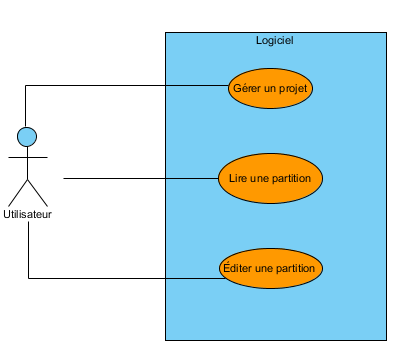 Logiciel
Gérer un projet
Lire une partition
Utilisateur
Éditer une partition